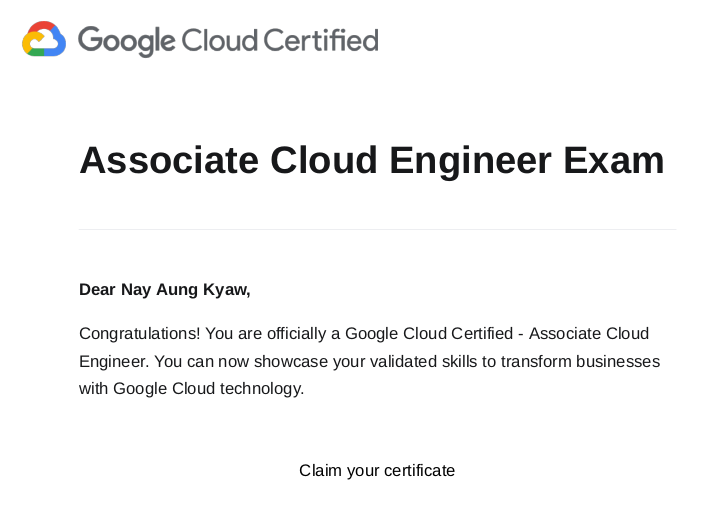 Google Cloud Certified
Associate Cloud Engineer Exam
Dear Nay Aung Kyaw,
Congratulations! You are officially a Google Cloud Certified - Associate Cloud
Engineer. You can now showcase your validated skills to transform businesses
with Google Cloud technology.
Claim your certificate